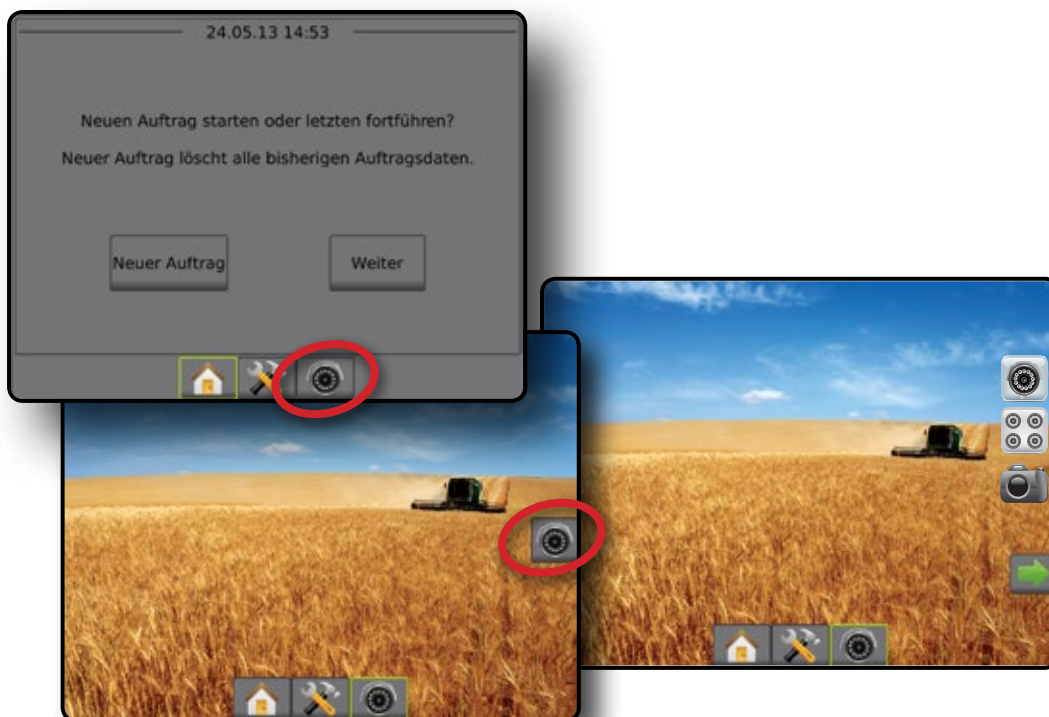 24.05.13 14:53
Neuen Auftrag starten oder letzten fortführen?
Neuer Auftrag löscht alle bisherigen Auftragsdaten.
Neuer Auftrag
Weiter